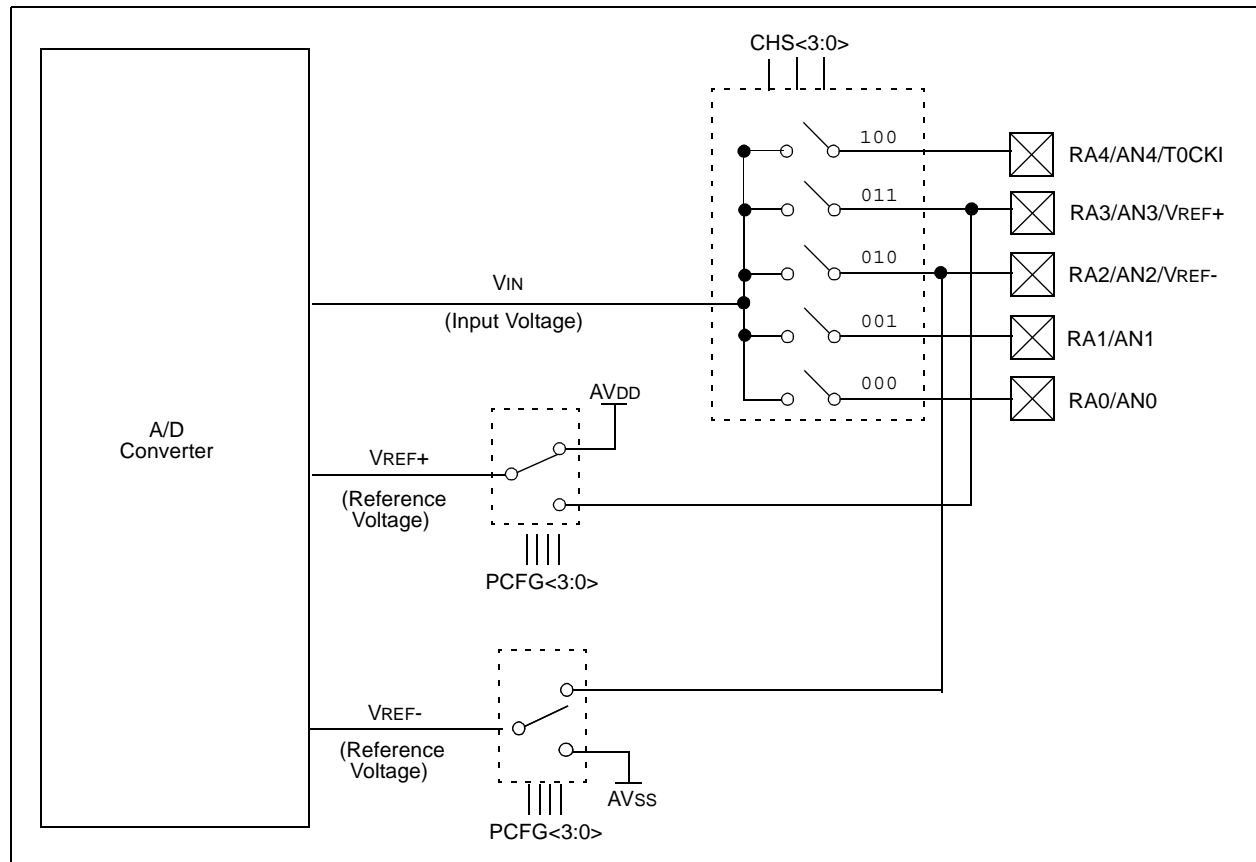 CHS<3:0>
100
RA4/AN4/T0CKI
011
RA3/AN3/VREF+
010
RA2/AN2/VREF-
VIN
(Input Voltage)
001
RA1/AN1
000
RA0/AN0
AVDD
A/D
Converter
VREF+
(Reference
Voltage)
PCFG<3:0>
VREF-
(Reference
Voltage)
AVSS
PCFG<3:0>